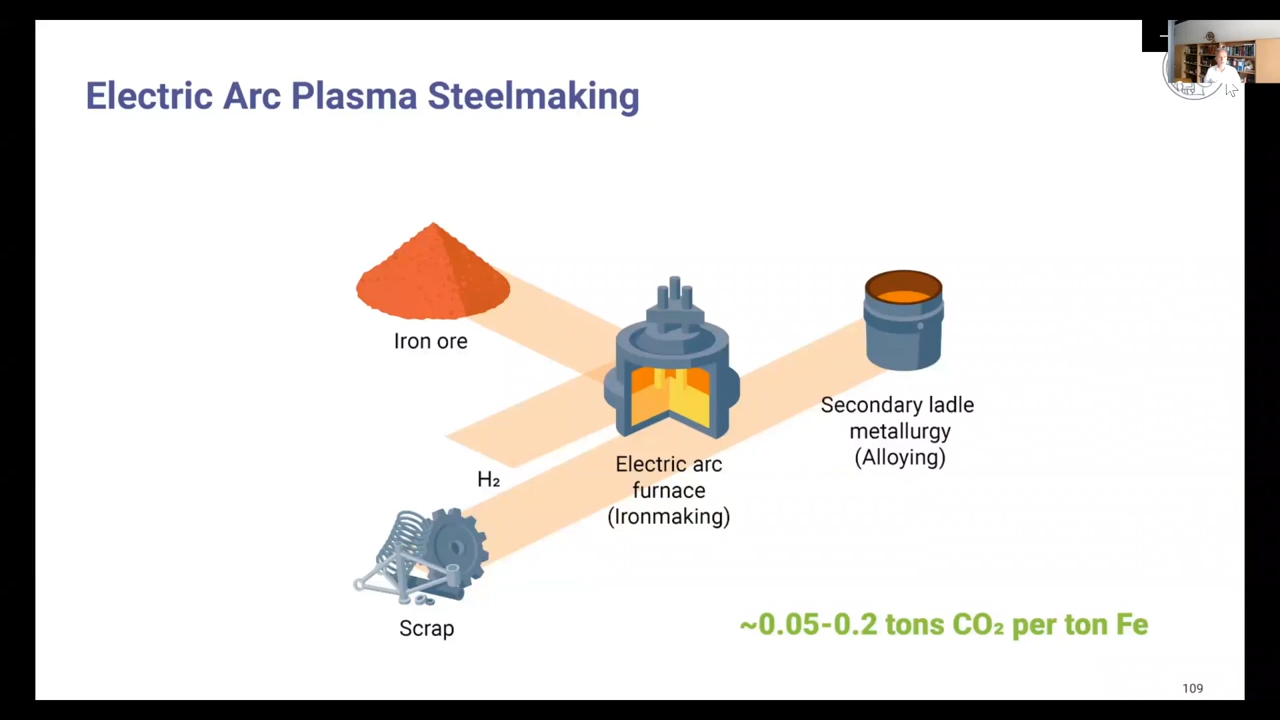 Electric Arc Plasma Steelmaking
Iron ore
H₂
Scrap
Electric arc
furnace
(Ironmaking)
Secondary ladle
metallurgy
(Alloying)
~0.05-0.2 tons CO₂ per ton Fe
109